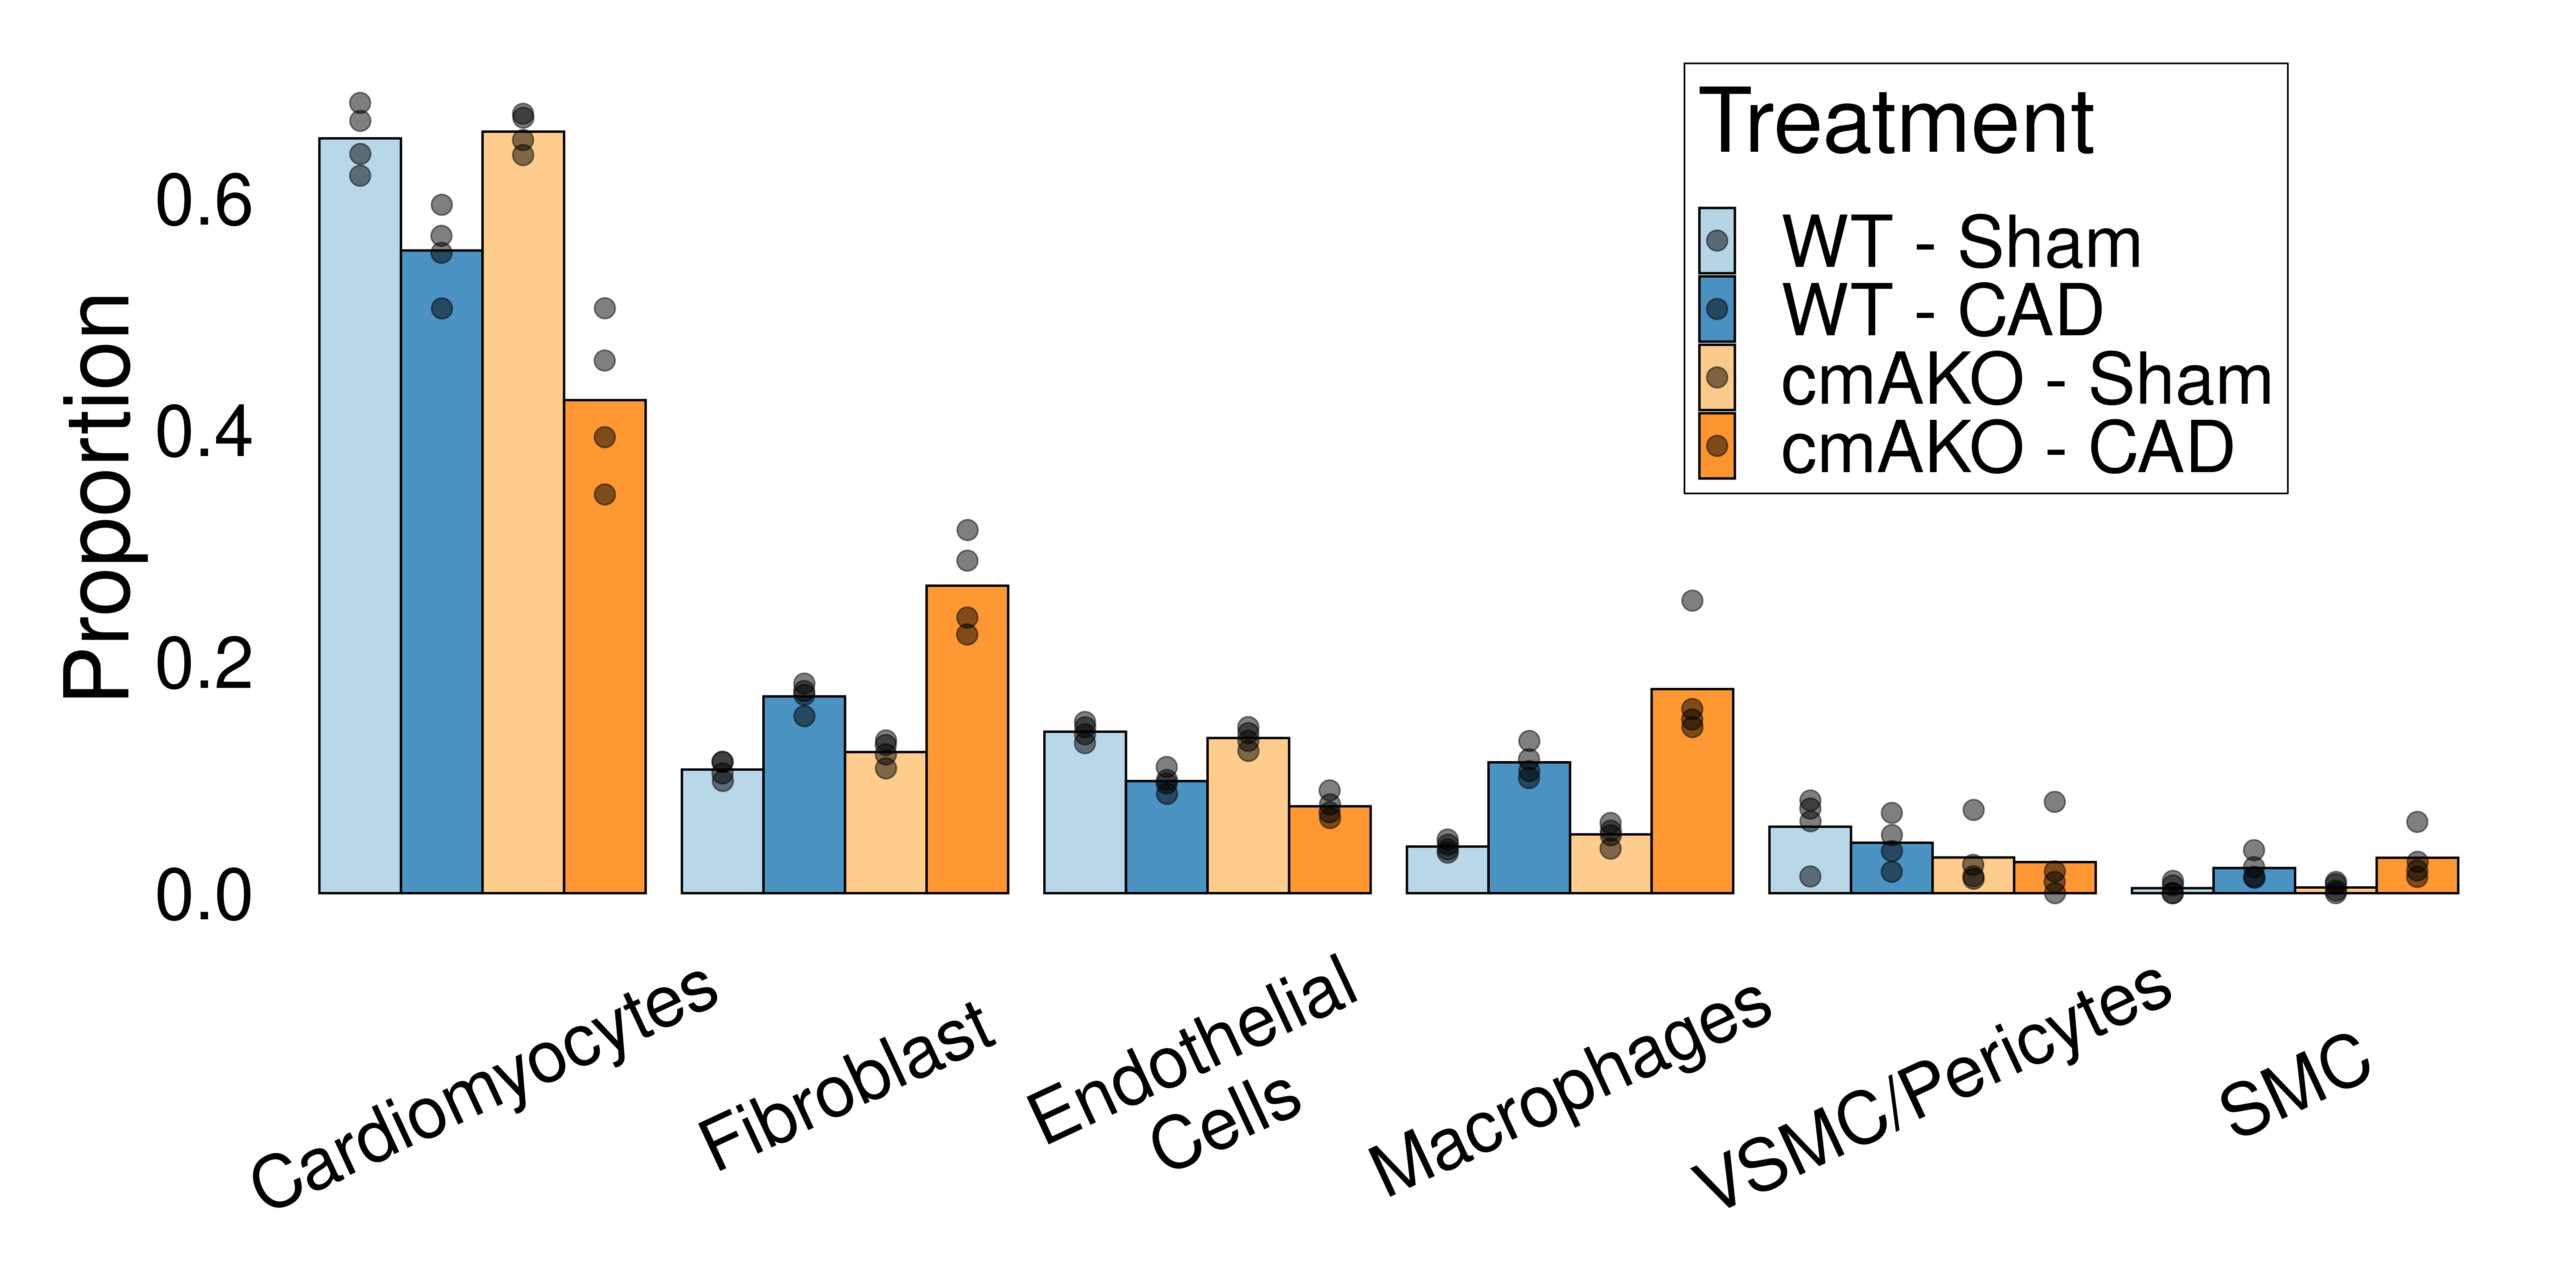 Treatment
WT - Sham
WT - CAD
cmAKO - Sham
cmAKO - CAD
Proportion
0.6
0.4
0.2
0.0
Cardiomyocytes
Fibroblast
Endothelial
Cells
Macrophages
VSMC/Pericytes
SMC